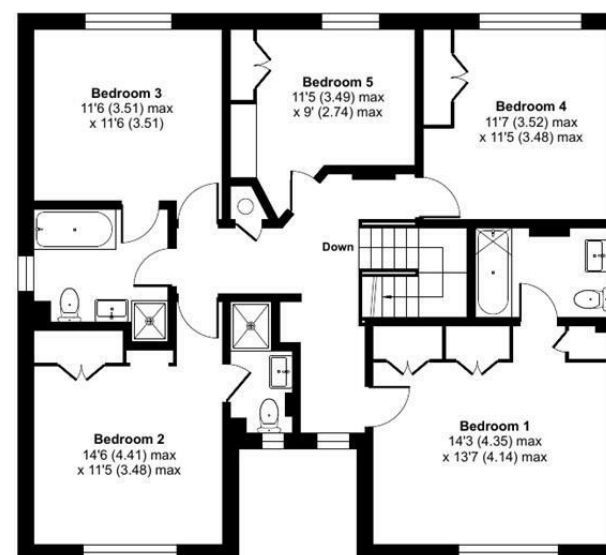 Bedroom 3
11'6 (3.51) max
x 11'6 (3.51)
Bedroom 5
11'5 (3.49) max
x 9' (2.74) max
Bedroom 4
11'7 (3.52) max
x 11'5 (3.48) max
Down
Bedroom 2
14'6 (4.41) max
x 11'5 (3.48) max
Bedroom 1
14'3 (4.35) max
x 13'7 (4.14) max